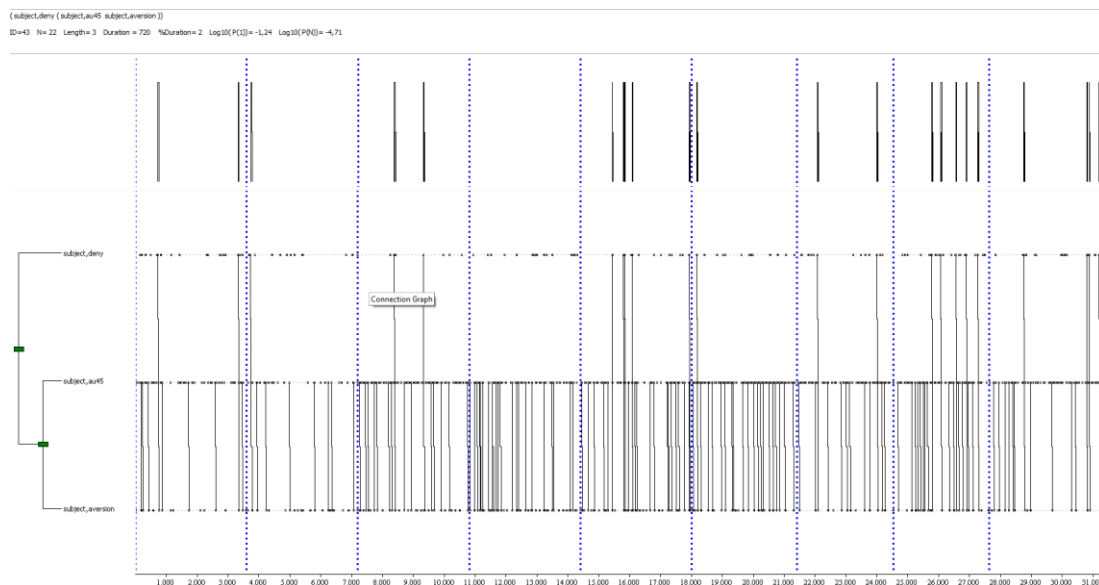 ( subject,deny ( subject,au45 subject,aversion ))
ID=43 N= 22 Length= 3 Duration = 720 %Duration= 2 Log10( P(1))= -1,24 Log10( P(N))= -4,71
subject,deny
Connection Graph
subject,au45
subject,aversion
1.000 2.000 3.000 4.000 5.000 6.000 7.000 8.000 9.000 10.000 11.000 12.000 13.000 14.000 15.000 16.000 17.000 18.000 19.000 20.000 21.000 22.000 23.000 24.000 25.000 26.000 27.000 28.000 29.000 30.000 31.000